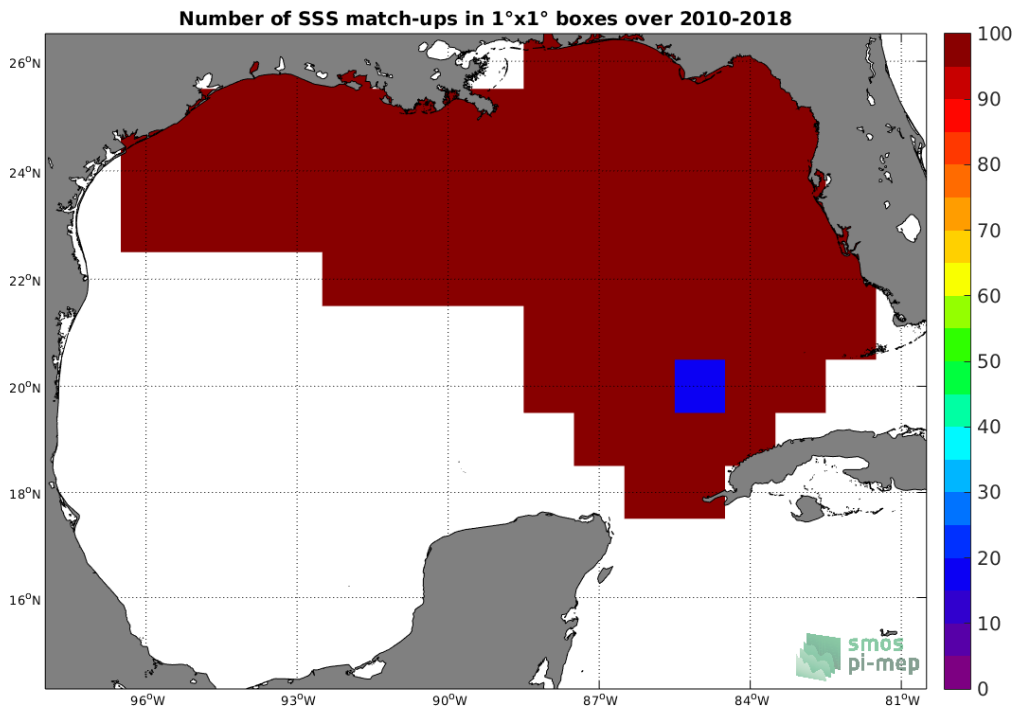 Number of SSS match-ups in 1°x1° boxes over 2010-2018
26°N
24°N
22°N
20°N
18°N
16°N
96°W
93°W
90°W
87°W
84°W
81°W
100
90
80
70
60
50
40
30
20
10
0
smos
pi-mep